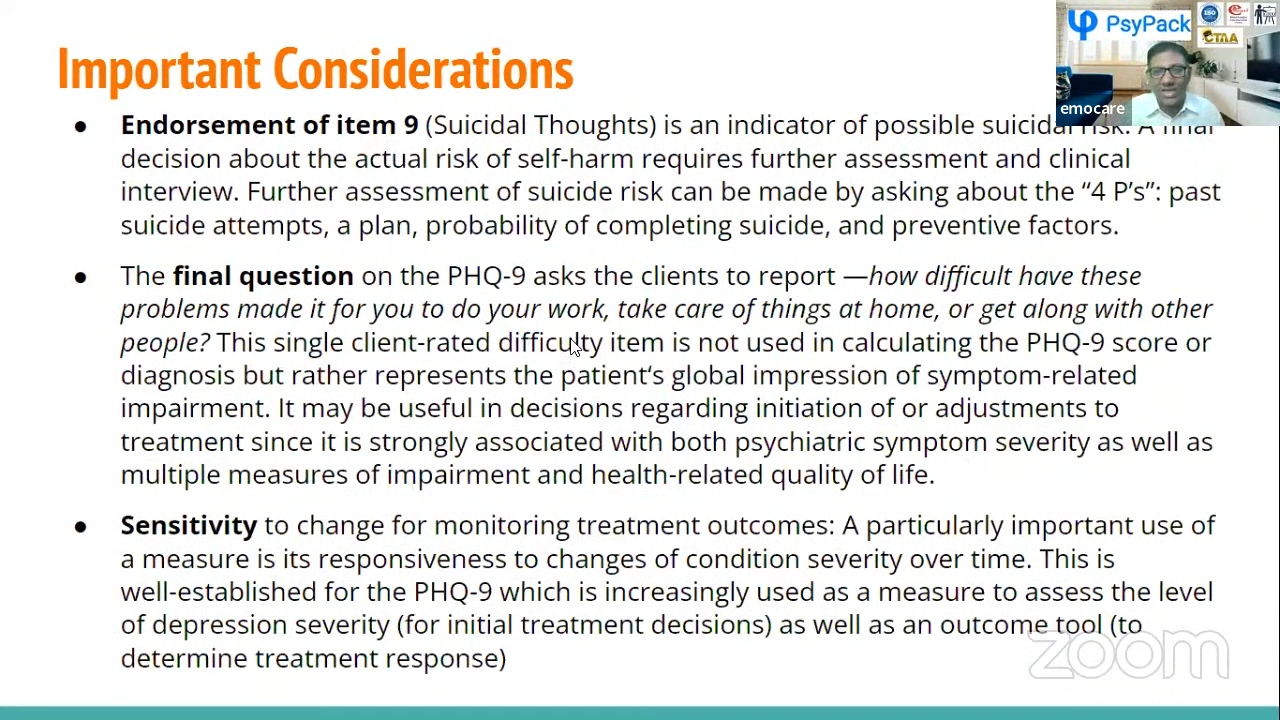 PsyPack
ISO
CTAA
emocare
Important Considerations
● Endorsement of item 9 (Suicidal Thoughts) is an indicator of possible suicidal risk. A final
decision about the actual risk of self-harm requires further assessment and clinical
interview. Further assessment of suicide risk can be made by asking about the “4 P’s”: past
suicide attempts, a plan, probability of completing suicide, and preventive factors.
● The final question on the PHQ-9 asks the clients to report —how difficult have these
problems made it for you to do your work, take care of things at home, or get along with other
people? This single client-rated difficulty item is not used in calculating the PHQ-9 score or
diagnosis but rather represents the patient‘s global impression of symptom-related
impairment. It may be useful in decisions regarding initiation of or adjustments to
treatment since it is strongly associated with both psychiatric symptom severity as well as
multiple measures of impairment and health-related quality of life.
● Sensitivity to change for monitoring treatment outcomes: A particularly important use of
a measure is its responsiveness to changes of condition severity over time. This is
well-established for the PHQ-9 which is increasingly used as a measure to assess the level
of depression severity (for initial treatment decisions) as well as an outcome tool (to
determine treatment response)
zoom